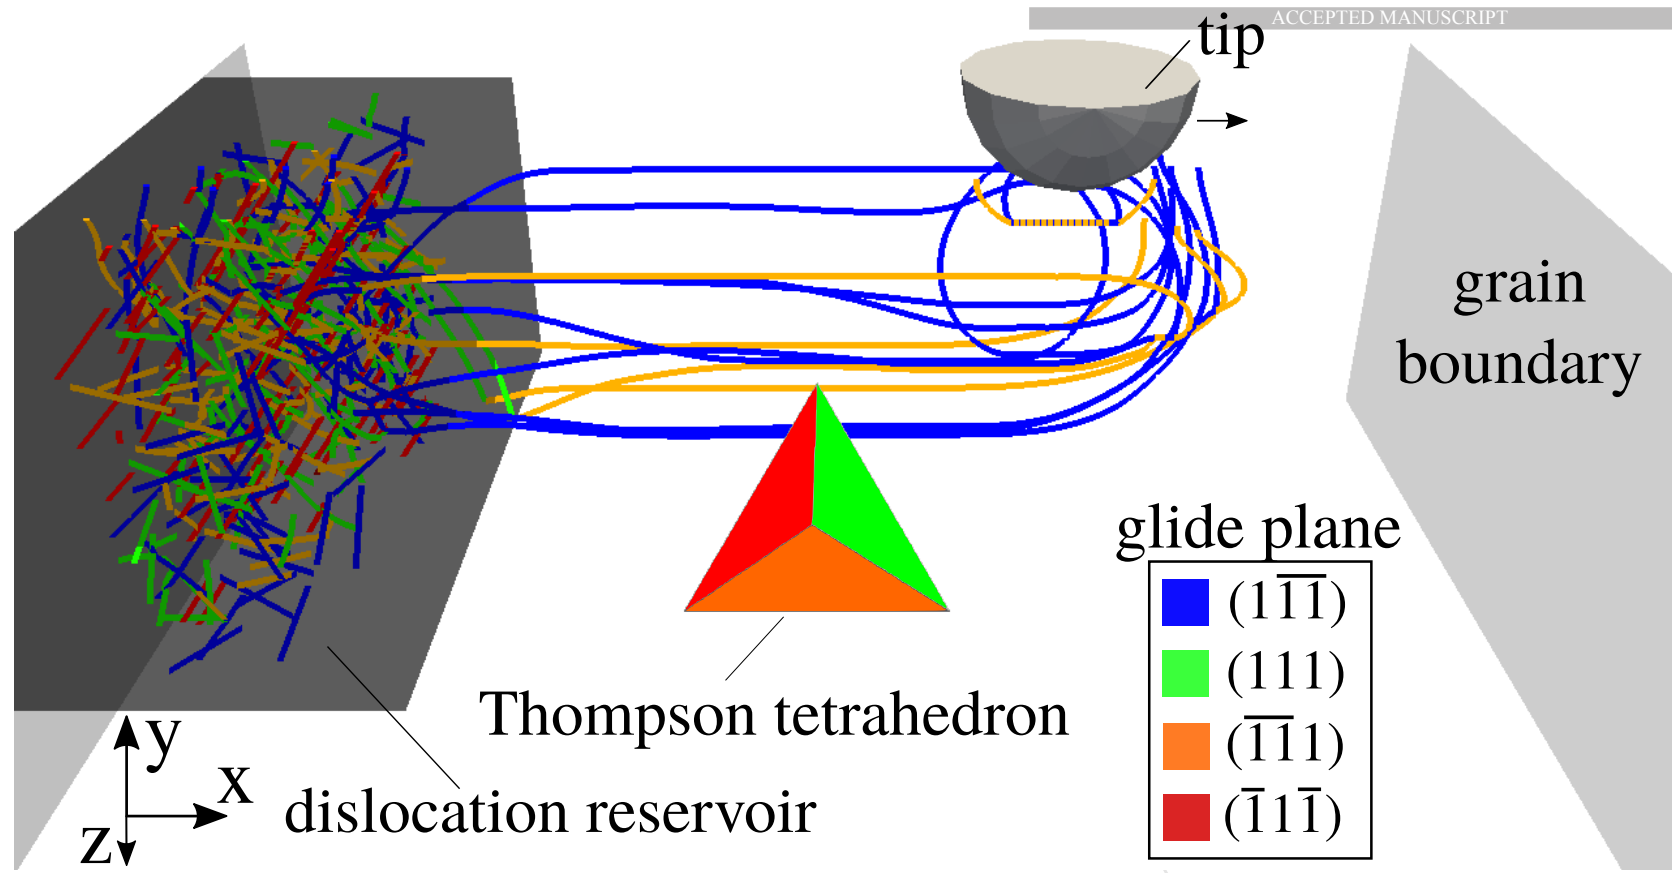 ACCEPTED MANUSCRIPT
tip
grain
boundary
glide plane
(11̅1̅)
(111)
(1̅1̅1)
(1̅11̅)
Thompson tetrahedron
dislocation reservoir
y
x
z